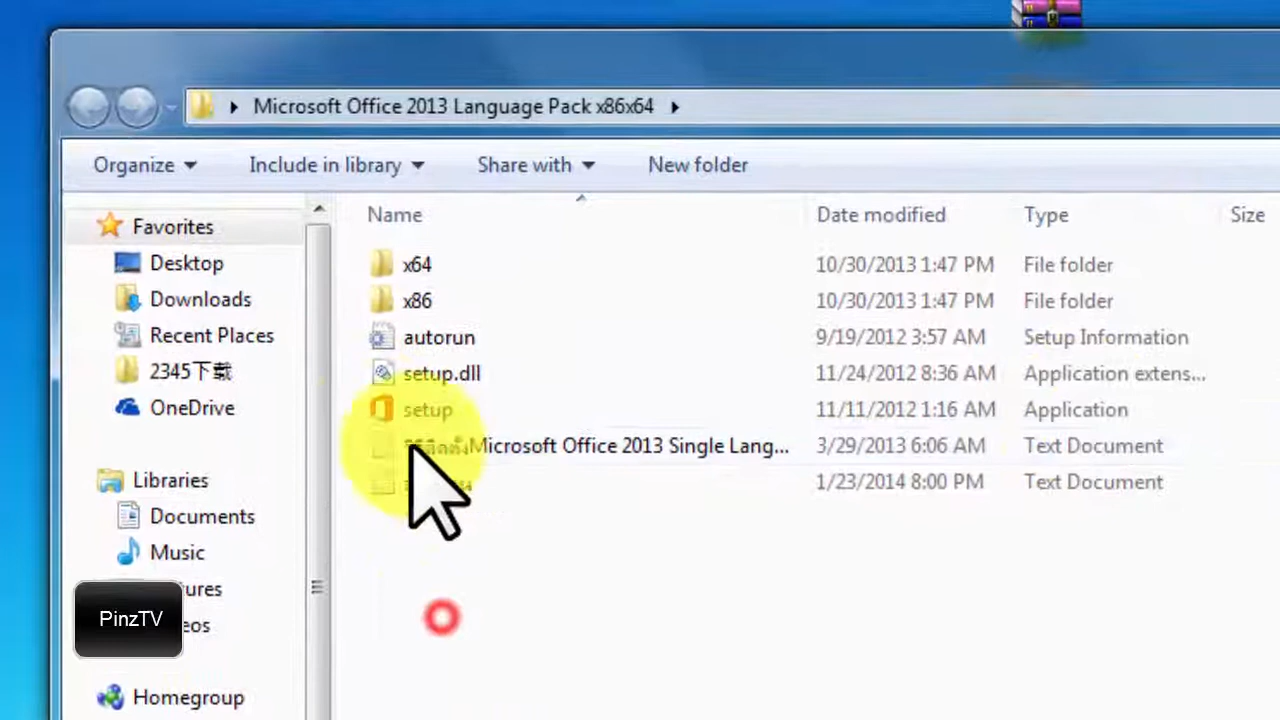 Microsoft Office 2013 Language Pack x86x64
Organize Include in library Share with New folder
Name Date modified Type Size
Favorites
Desktop
Downloads
Recent Places
2345下载
OneDrive
Libraries
Documents
Music
Homegroup
x64 10/30/2013 1:47 PM File folder
x86 10/30/2013 1:47 PM File folder
autorun 9/19/2012 3:57 AM Setup Information
setup.dll 11/24/2012 8:36 AM Application extens...
setup 11/11/2012 1:16 AM Application
Microsoft Office 2013 Single Lang... 3/29/2013 6:06 AM Text Document
1/23/2014 8:00 PM Text Document
PinzTV